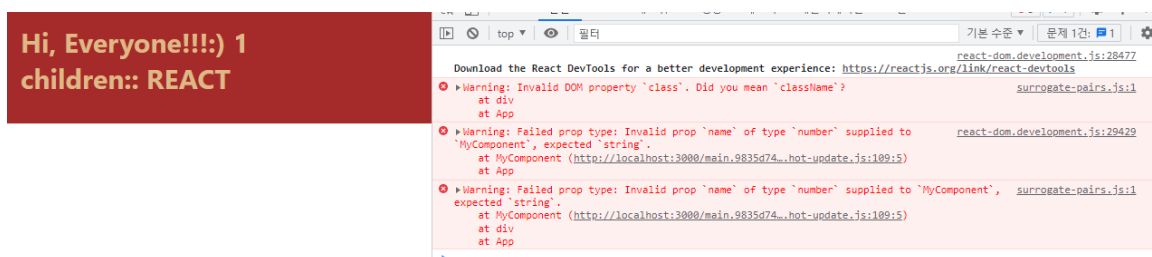 Hi, Everyone!!!:) 1
children:: REACT
top ▼
필터
기본 수준 ▼
문제 1건:
1
react-dom.development.js:28477
Download the React DevTools for a better development experience: https://reactjs.org/link/react-devtools
▶Warning: Invalid DOM property `class`. Did you mean `className`?
surrogate-pairs.js:1
at div
at App
▶Warning: Failed prop type: Invalid prop `name` of type `number` supplied to
react-dom.development.js:29429
`MyComponent`, expected `string`.
at MyComponent (http://localhost:3000/main.9835d74….hot-update.js:109:5)
at App
▶Warning: Failed prop type: Invalid prop `name` of type `number` supplied to `MyComponent`,
surrogate-pairs.js:1
expected `string`.
at MyComponent (http://localhost:3000/main.9835d74….hot-update.js:109:5)
at div
at App